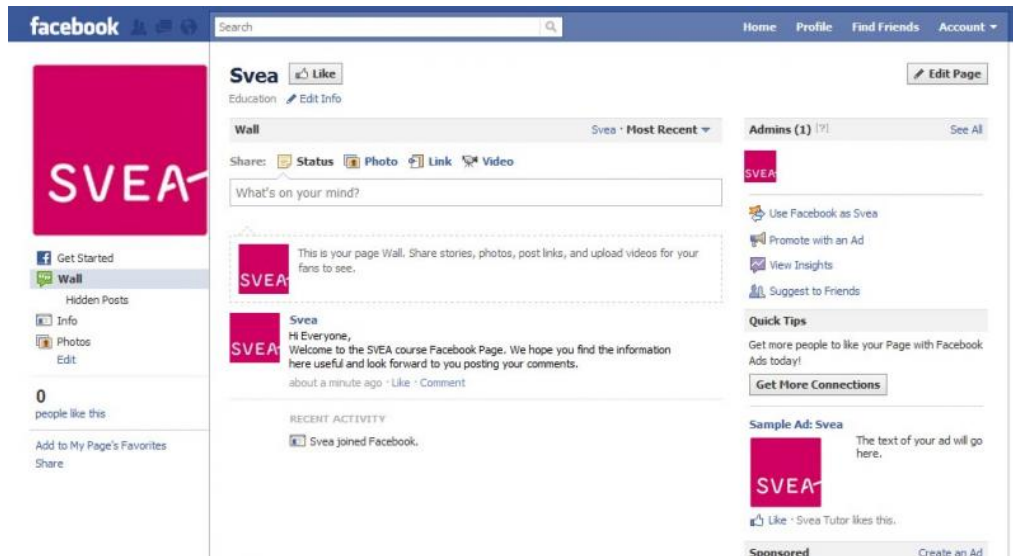 facebook
Search
Home Profile Find Friends Account
SVEA
Get Started
Wall
Hidden Posts
Info
Photos
Edit
0
people like this
Add to My Page's Favorites
Share
Svea Like
Education Edit Info
Edit Page
Wall Svea · Most Recent
Share: Status Photo Link Video
What's on your mind?
SVEA
This is your page Wall. Share stories, photos, post links, and upload videos for your
fans to see.
SVEA
Svea
Hi Everyone,
Welcome to the SVEA course Facebook Page. We hope you find the information
here useful and look forward to you posting your comments.
about a minute ago · Like · Comment
RECENT ACTIVITY
Svea joined Facebook.
Admins (1) [?] See All
SVEA
Use Facebook as Svea
Promote with an Ad
View Insights
Suggest to Friends
Quick Tips
Get more people to like your Page with Facebook
Ads today!
Get More Connections
Sample Ad: Svea
SVEA
The text of your ad will go
here.
Like · Svea Tutor likes this.
Sponsored Create an Ad